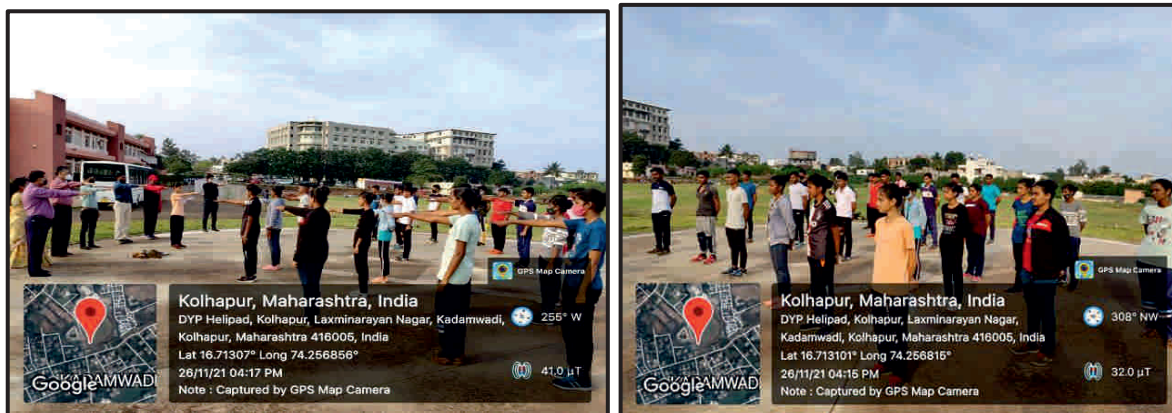 GPS Map Camera
Kolhapur, Maharashtra, India
DYP Helipad, Kolhapur, Laxminarayan Nagar, Kadamwadi,
Kolhapur, Maharashtra 416005, India
Lat 16.71307° Long 74.256856°
26/11/21 04:17 PM
Note : Captured by GPS Map Camera
255° W
41.0 µT
Google
KADAMWADI
GPS Map Camera
Kolhapur, Maharashtra, India
DYP Helipad, Kolhapur, Laxminarayan Nagar,
Kadamwadi, Kolhapur, Maharashtra 416005, India
Lat 16.713101° Long 74.256815°
26/11/21 04:15 PM
Note : Captured by GPS Map Camera
308° NW
32.0 µT
Google
KADAMWADI